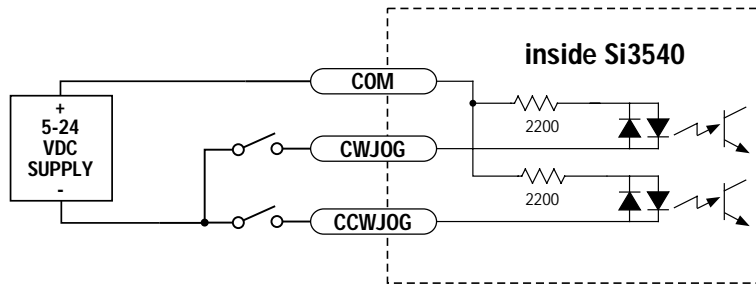 inside Si3540
COM
+
5-24
VDC
SUPPLY
-
2200
CWJOG
2200
CCWJOG